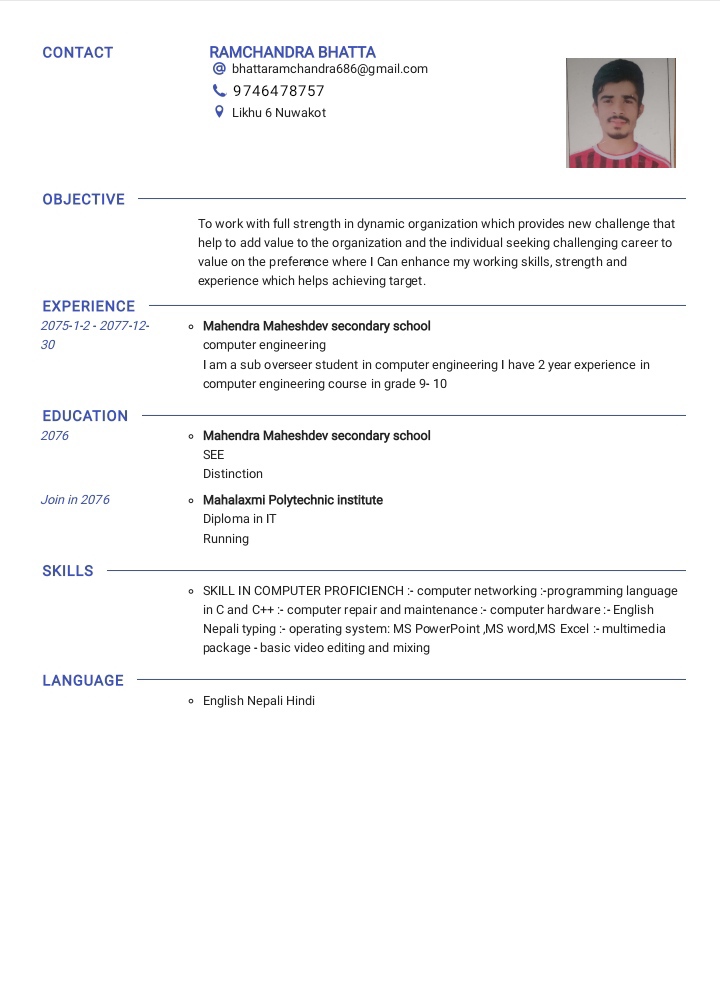 CONTACT
RAMCHANDRA BHATTA
bhattaramchandra686@gmail.com
9746478757
Likhu 6 Nuwakot
OBJECTIVE
To work with full strength in dynamic organization which provides new challenge that
help to add value to the organization and the individual seeking challenging career to
value on the preference where I Can enhance my working skills, strength and
experience which helps achieving target.
EXPERIENCE
2075-1-2 - 2077-12-
30
Mahendra Maheshdev secondary school
computer engineering
I am a sub overseer student in computer engineering I have 2 year experience in
computer engineering course in grade 9- 10
EDUCATION
2076
Mahendra Maheshdev secondary school
SEE
Distinction
Join in 2076
Mahalaxmi Polytechnic institute
Diploma in IT
Running
SKILLS
SKILL IN COMPUTER PROFICIENCH :- computer networking :-programming language
in C and C++ :- computer repair and maintenance :- computer hardware :- English
Nepali typing :- operating system: MS PowerPoint ,MS word,MS Excel :- multimedia
package - basic video editing and mixing
LANGUAGE
English Nepali Hindi